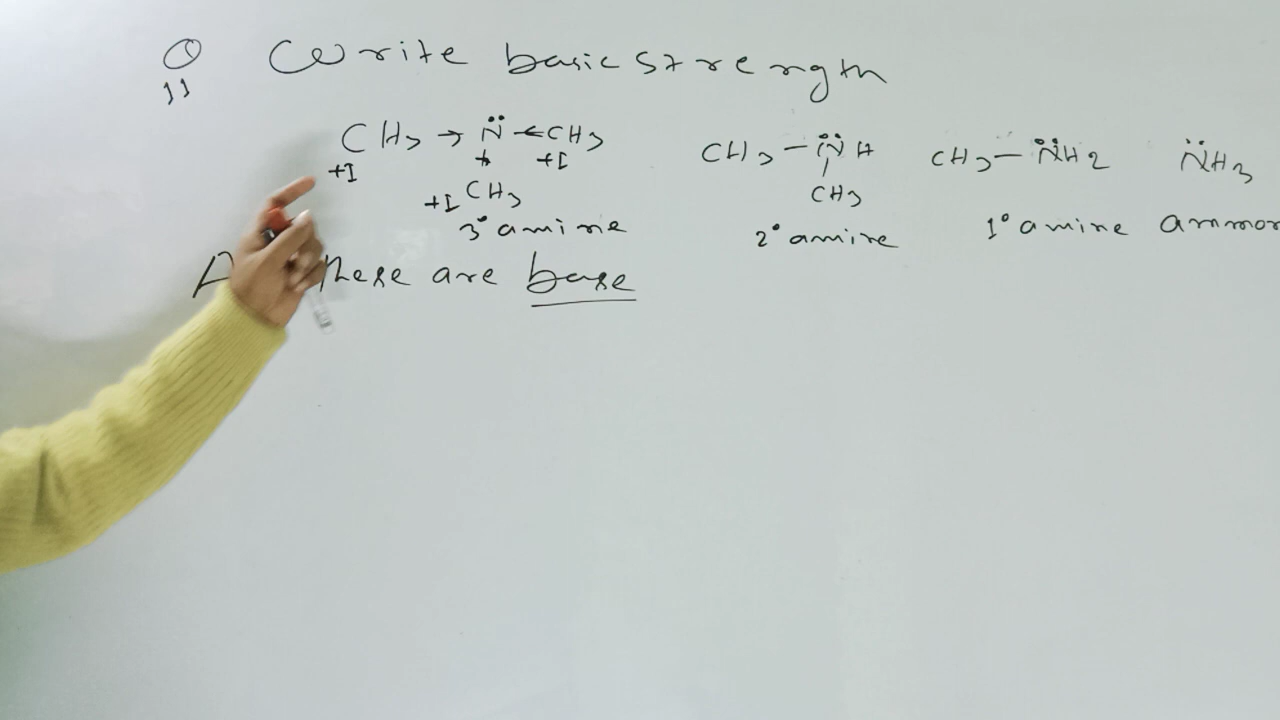 Q Write basic strength
11
CH3 → N̈ ← CH3 CH3 – N̈H CH3 – N̈H2 N̈H3
+I +I
+I CH3 CH3
3° amine 2° amine 1° amine ammon
these are base